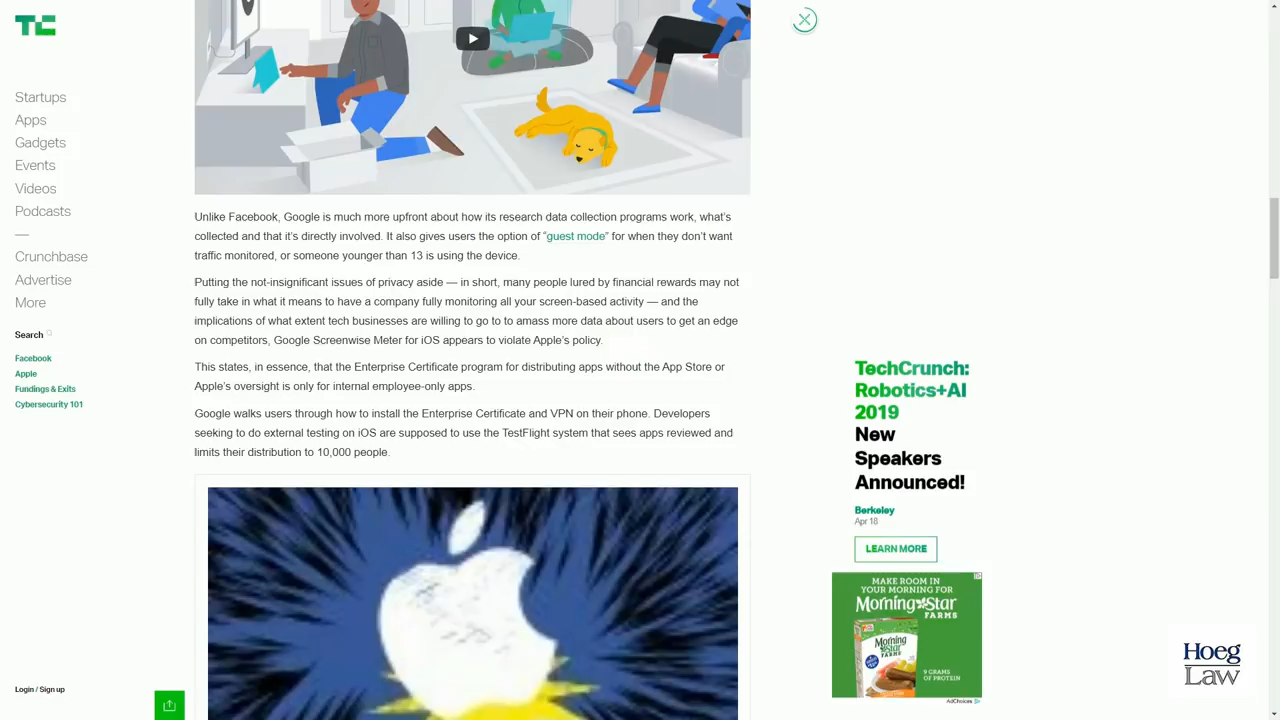 TC
Startups
Apps
Gadgets
Events
Videos
Podcasts
—
Crunchbase
Advertise
More
Search
Facebook
Apple
Fundings & Exits
Cybersecurity 101
Login / Sign up
Unlike Facebook, Google is much more upfront about how its research data collection programs work, what’s
collected and that it’s directly involved. It also gives users the option of “guest mode” for when they don’t want
traffic monitored, or someone younger than 13 is using the device.
Putting the not-insignificant issues of privacy aside — in short, many people lured by financial rewards may not
fully take in what it means to have a company fully monitoring all your screen-based activity — and the
implications of what extent tech businesses are willing to go to to amass more data about users to get an edge
on competitors, Google Screenwise Meter for iOS appears to violate Apple’s policy.
This states, in essence, that the Enterprise Certificate program for distributing apps without the App Store or
Apple’s oversight is only for internal employee-only apps.
Google walks users through how to install the Enterprise Certificate and VPN on their phone. Developers
seeking to do external testing on iOS are supposed to use the TestFlight system that sees apps reviewed and
limits their distribution to 10,000 people.
TechCrunch:
Robotics+AI
2019
New
Speakers
Announced!
Berkeley
Apr 18
LEARN MORE
MAKE ROOM IN
YOUR MORNING FOR
MorningStar
FARMS
Morning
Star
FARMS
9 GRAMS
OF PROTEIN
AdChoices
Hoeg
Law